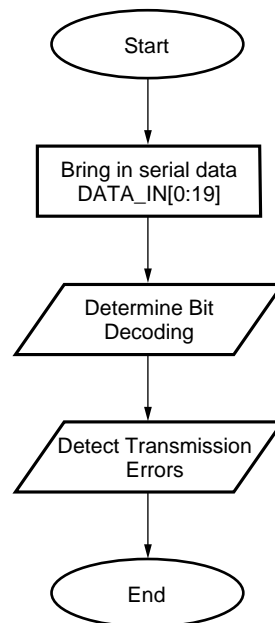 Start
Bring in serial data
DATA_IN[0:19]
Determine Bit
Decoding
Detect Transmission
Errors
End